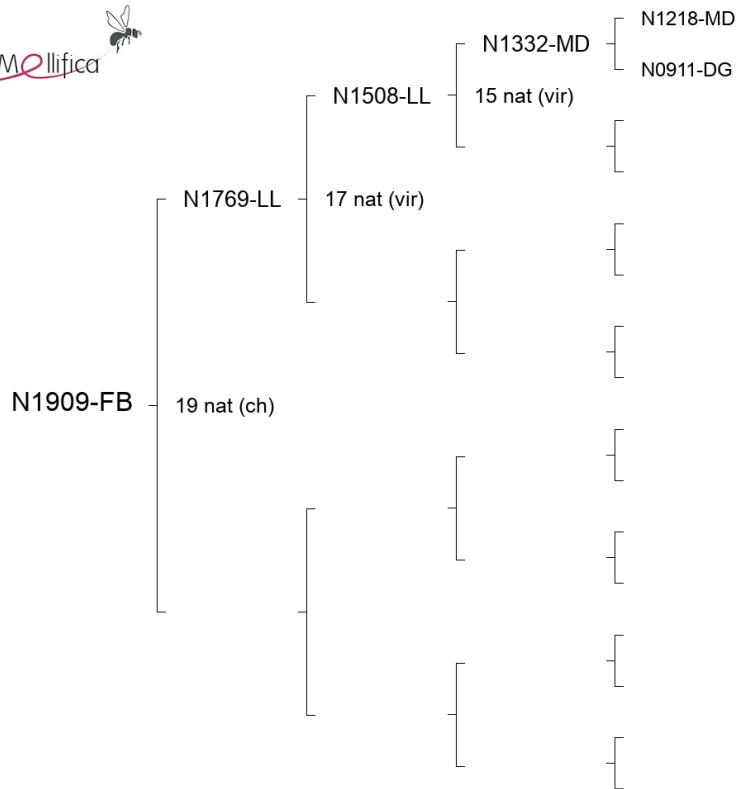 Mellifica
N1218-MD
N1332-MD
N0911-DG
N1508-LL
15 nat (vir)
N1769-LL
17 nat (vir)
N1909-FB
19 nat (ch)